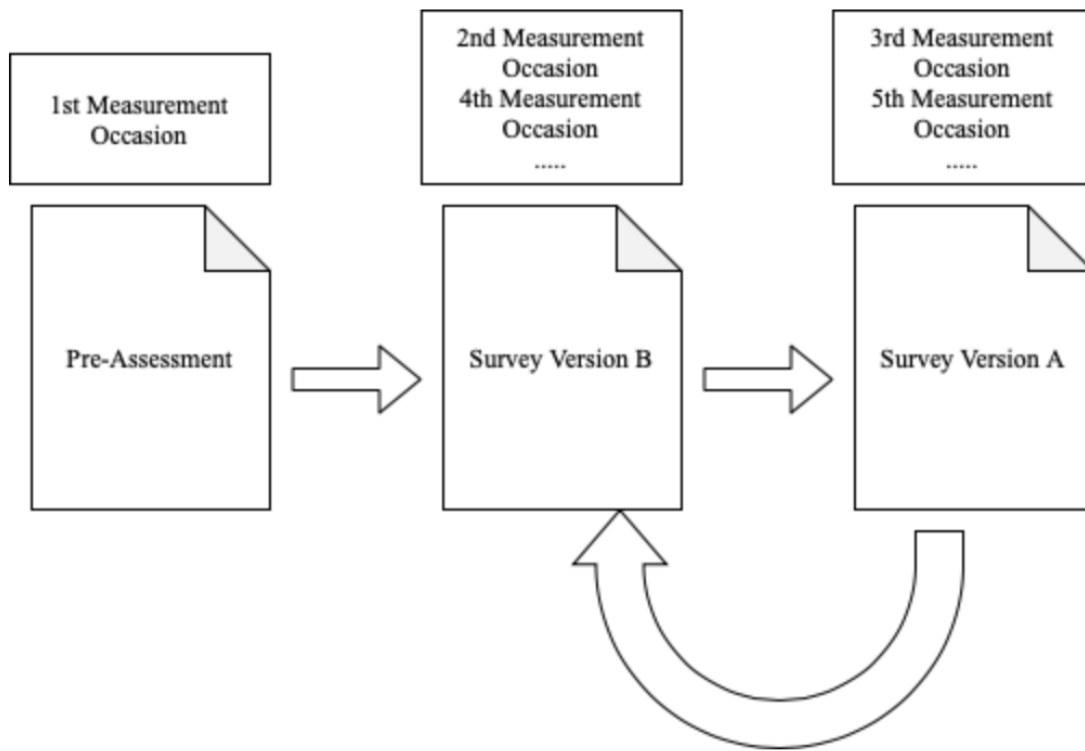 1st Measurement
Occasion
2nd Measurement
Occasion
4th Measurement
Occasion
.....
3rd Measurement
Occasion
5th Measurement
Occasion
.....
Pre-Assessment
Survey Version B
Survey Version A